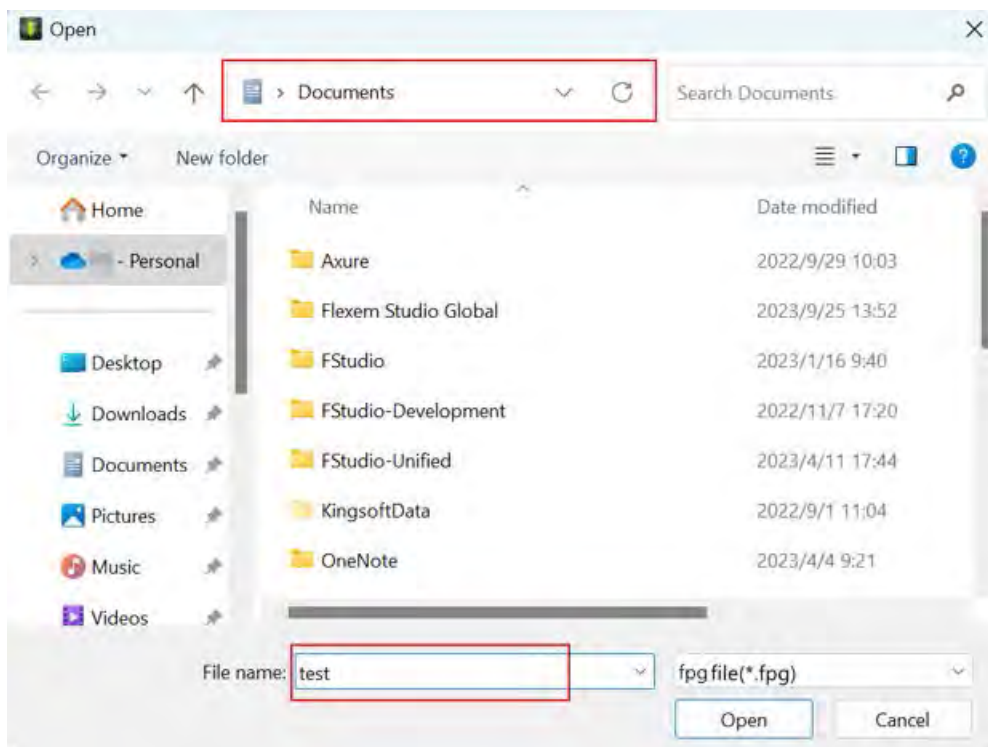 Open
Documents
Search Documents
Organize
New folder
Name
Date modified
Home
- Personal
Desktop
Downloads
Documents
Pictures
Music
Videos
Axure 2022/9/29 10:03
Flexem Studio Global 2023/9/25 13:52
FStudio 2023/1/16 9:40
FStudio-Development 2022/11/7 17:20
FStudio-Unified 2023/4/11 17:44
KingsoftData 2022/9/1 11:04
OneNote 2023/4/4 9:21
File name: test
fpg file(*.fpg)
Open
Cancel